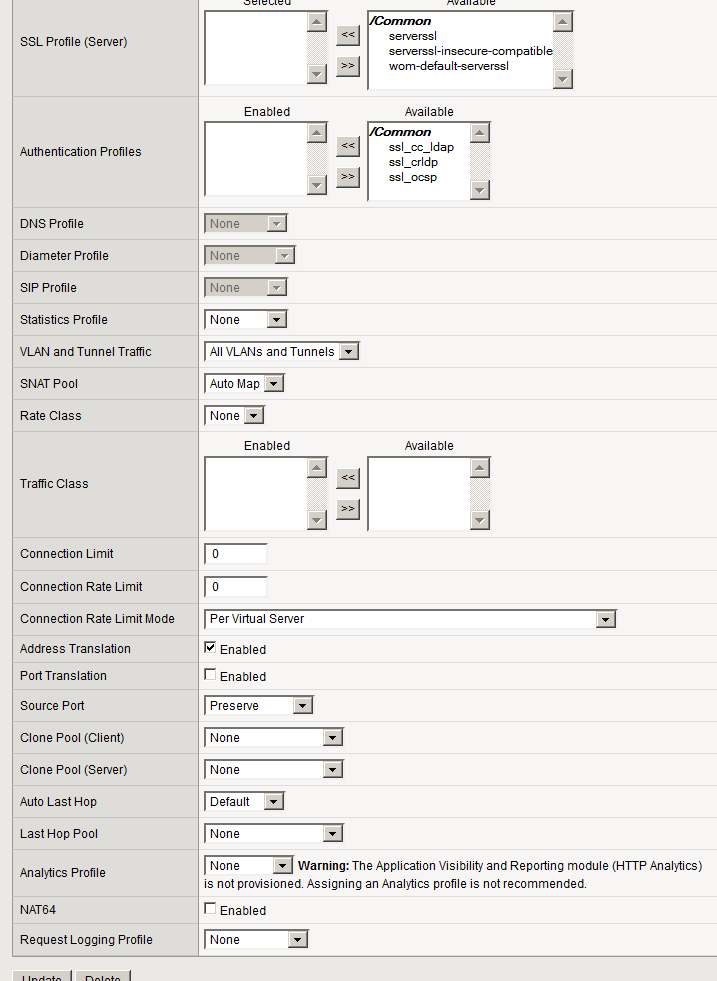 Selected Available
SSL Profile (Server)
<<
>>
/Common
serverssl
serverssl-insecure-compatible
wom-default-serverssl
Enabled Available
Authentication Profiles
<<
>>
/Common
ssl_cc_ldap
ssl_crldp
ssl_ocsp
DNS Profile None
Diameter Profile None
SIP Profile None
Statistics Profile None
VLAN and Tunnel Traffic All VLANs and Tunnels
SNAT Pool Auto Map
Rate Class None
Enabled Available
Traffic Class
<<
>>
Connection Limit 0
Connection Rate Limit 0
Connection Rate Limit Mode Per Virtual Server
Address Translation Enabled
Port Translation Enabled
Source Port Preserve
Clone Pool (Client) None
Clone Pool (Server) None
Auto Last Hop Default
Last Hop Pool None
Analytics Profile None Warning: The Application Visibility and Reporting module (HTTP Analytics)
is not provisioned. Assigning an Analytics profile is not recommended.
NAT64 Enabled
Request Logging Profile None
Update Delete